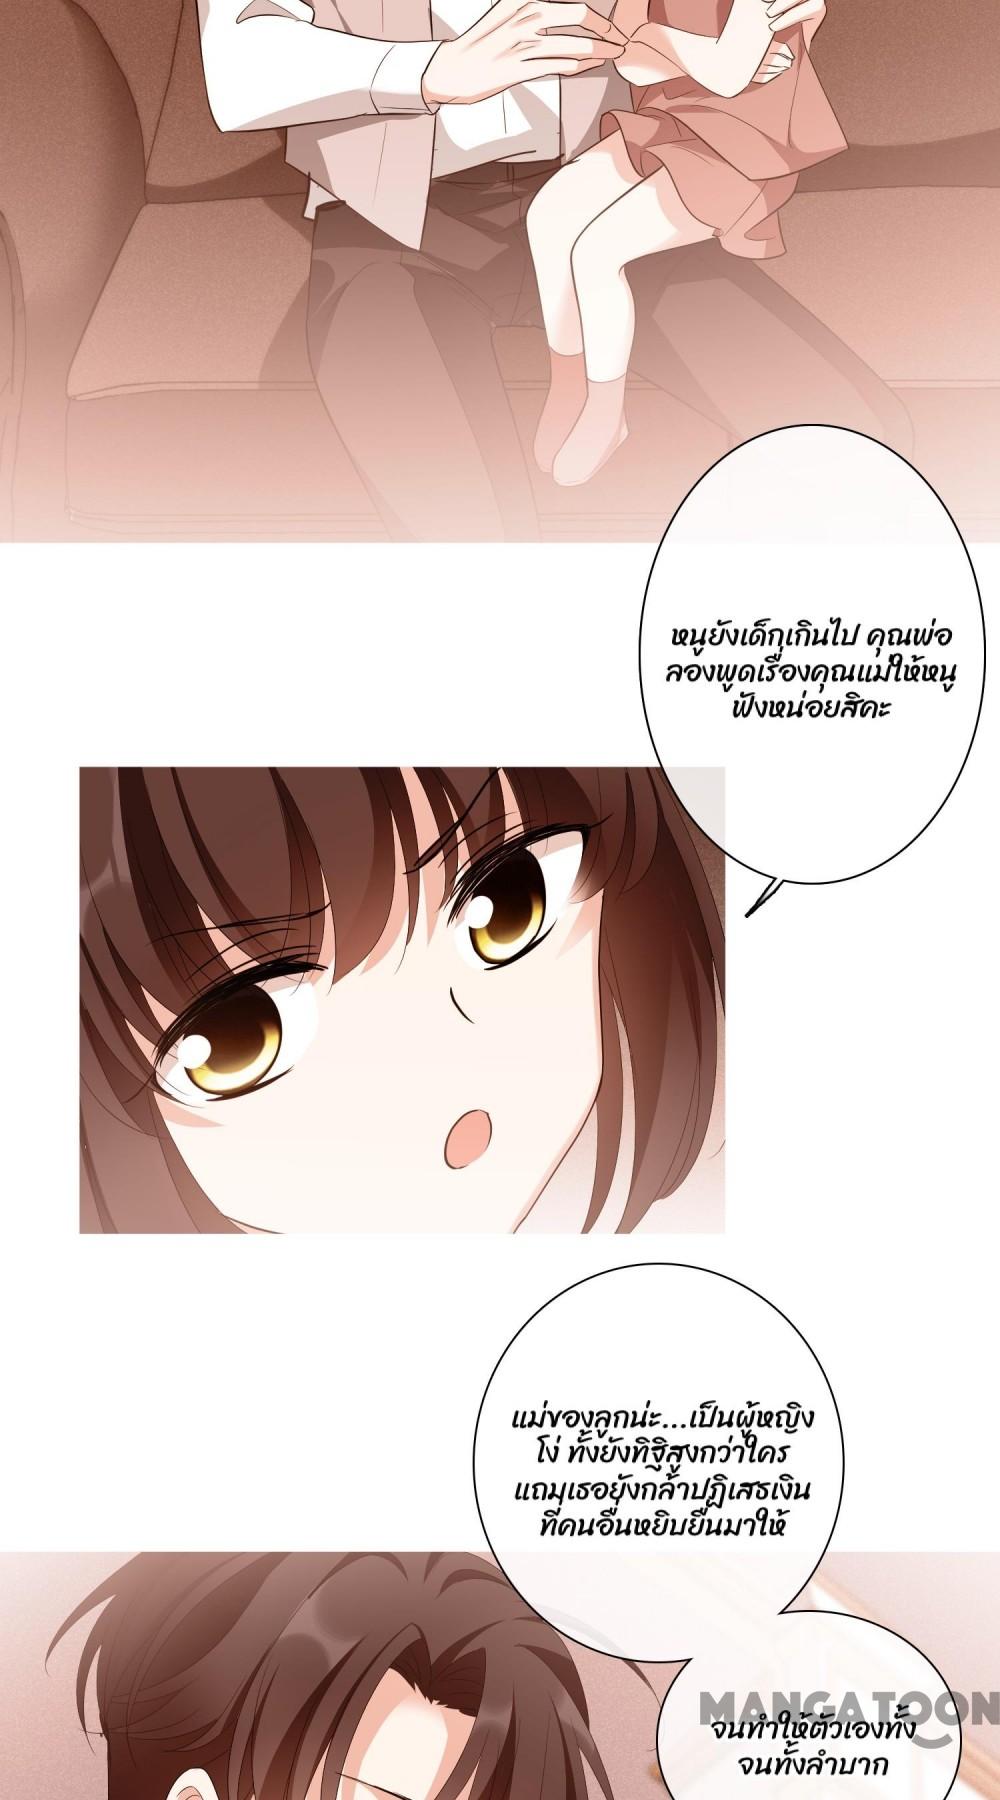 หนูยังเด็กเกินไป คุณพ่อ
ลองพูดเรื่องคุณแม่ให้หนู
ฟังหน่อยสิคะ
แม่ของลูกน่ะ...เป็นผู้หญิง
โง่ ทั้งยังทิฐิสูงกว่าใคร
แถมเธอยังกล้าปฏิเสธเงิน
ที่คนอื่นหยิบยื่นมาให้
MANGATOON
จนทำให้ตัวเองทั้ง
จนทั้งลำบาก